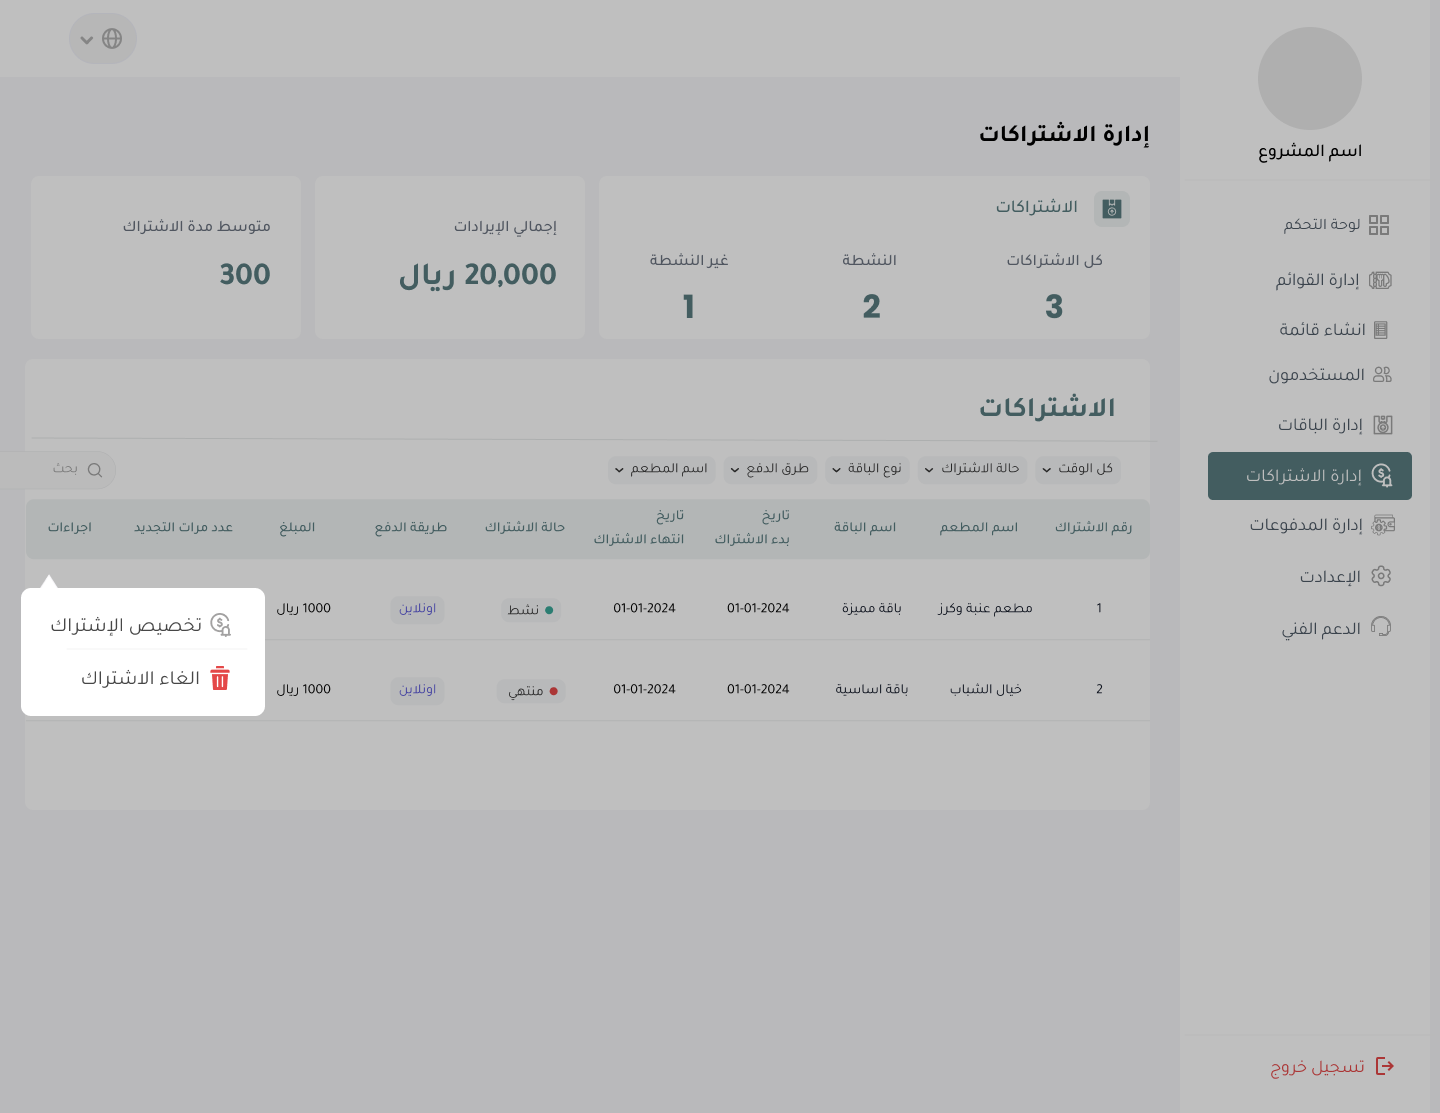 اسم المشروع
لوحة التحكم
إدارة القوائم
انشاء قائمة
المستخدمون
إدارة الباقات
إدارة الاشتراكات
إدارة المدفوعات
الإعدادت
الدعم الفني
تسجيل خروج
إدارة الاشتراكات
الاشتراكات
كل الاشتراكات
النشطة
غير النشطة
3
2
1
إجمالي الإيرادات
20,000 ريال
متوسط مدة الاشتراك
300
الاشتراكات
كل الوقت
حالة الاشتراك
نوع الباقة
طرق الدفع
اسم المطعم
بحث
رقم الاشتراك
اسم المطعم
اسم الباقة
تاريخ
بدء الاشتراك
تاريخ
انتهاء الاشتراك
حالة الاشتراك
طريقة الدفع
المبلغ
عدد مرات التجديد
اجراءات
1
مطعم عنبة وكرز
باقة مميزة
01-01-2024
01-01-2024
نشط
اونلاين
1000 ريال
2
خيال الشباب
باقة اساسية
01-01-2024
01-01-2024
منتهي
اونلاين
1000 ريال
تخصيص الإشتراك
الغاء الاشتراك